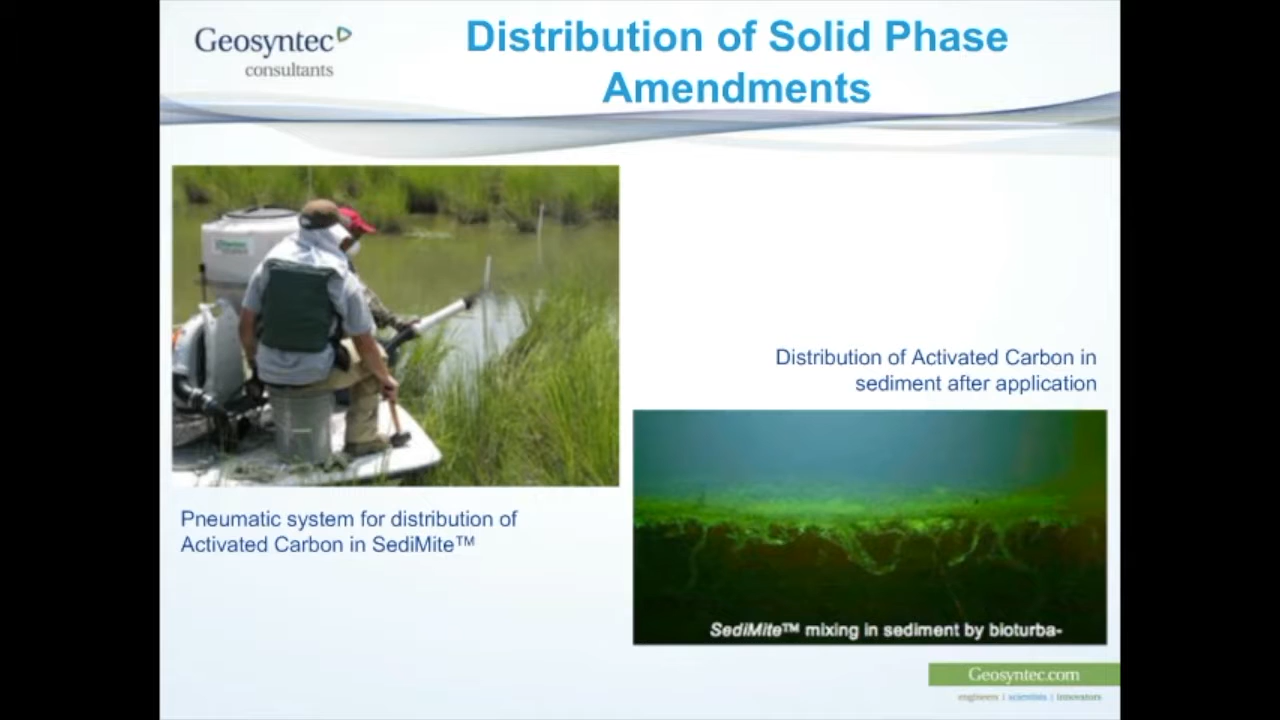 Geosyntec
consultants
Distribution of Solid Phase
Amendments
Distribution of Activated Carbon in
sediment after application
Pneumatic system for distribution of
Activated Carbon in SediMite™
SediMite™ mixing in sediment by bioturba-
Geosyntec.com
engineers | scientists | innovators